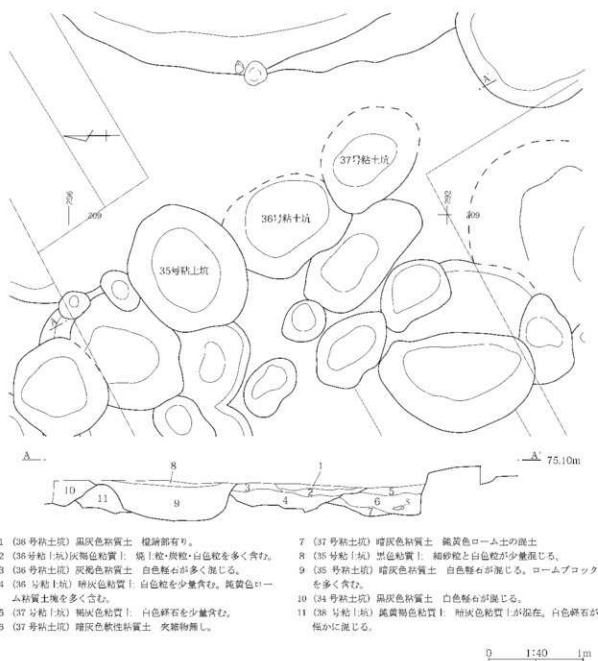 37号粘土坑
36号粘土坑
35号粘土坑
209
209
A
A'
A
A' 75.10m
8
1
10
11
9
3
2
4
5
6
7
S
1 (36号粘土坑) 黒灰色粘質土
2 (36号粘土坑) 灰褐色粘質土 焼土粒・炭粒・白色粒を多く含む。
3 (36号粘土坑) 灰褐色粘質土 白色軽石が多く混じる。
4 (36号粘土坑) 暗灰色粘質土 白色粒を少量含む。鈍黄色ロー
ム粘質土塊を多く含む。
5 (37号粘土坑) 褐灰色粘質土 白色軽石を少量含む。
6 (37号粘土坑) 暗灰色軟性粘質土 夾雑物無し。
7 (37号粘土坑) 暗灰色粘質土 鈍黄色ローム土の混土
8 (35号粘土坑) 黒色粘質土 細砂粒と白色粒が少量混じる。
9 (35号粘土坑) 暗灰色粘質土 白色軽石が混じる。ロームブロック
を多く含む。
10 (34号粘土坑) 黒灰色粘質土 白色軽石が混じる。
11 (38号粘土坑) 鈍黄褐色粘質土 暗灰色粘質土が混在。白色軽石が
僅かに混じる。
0 1:40 1m